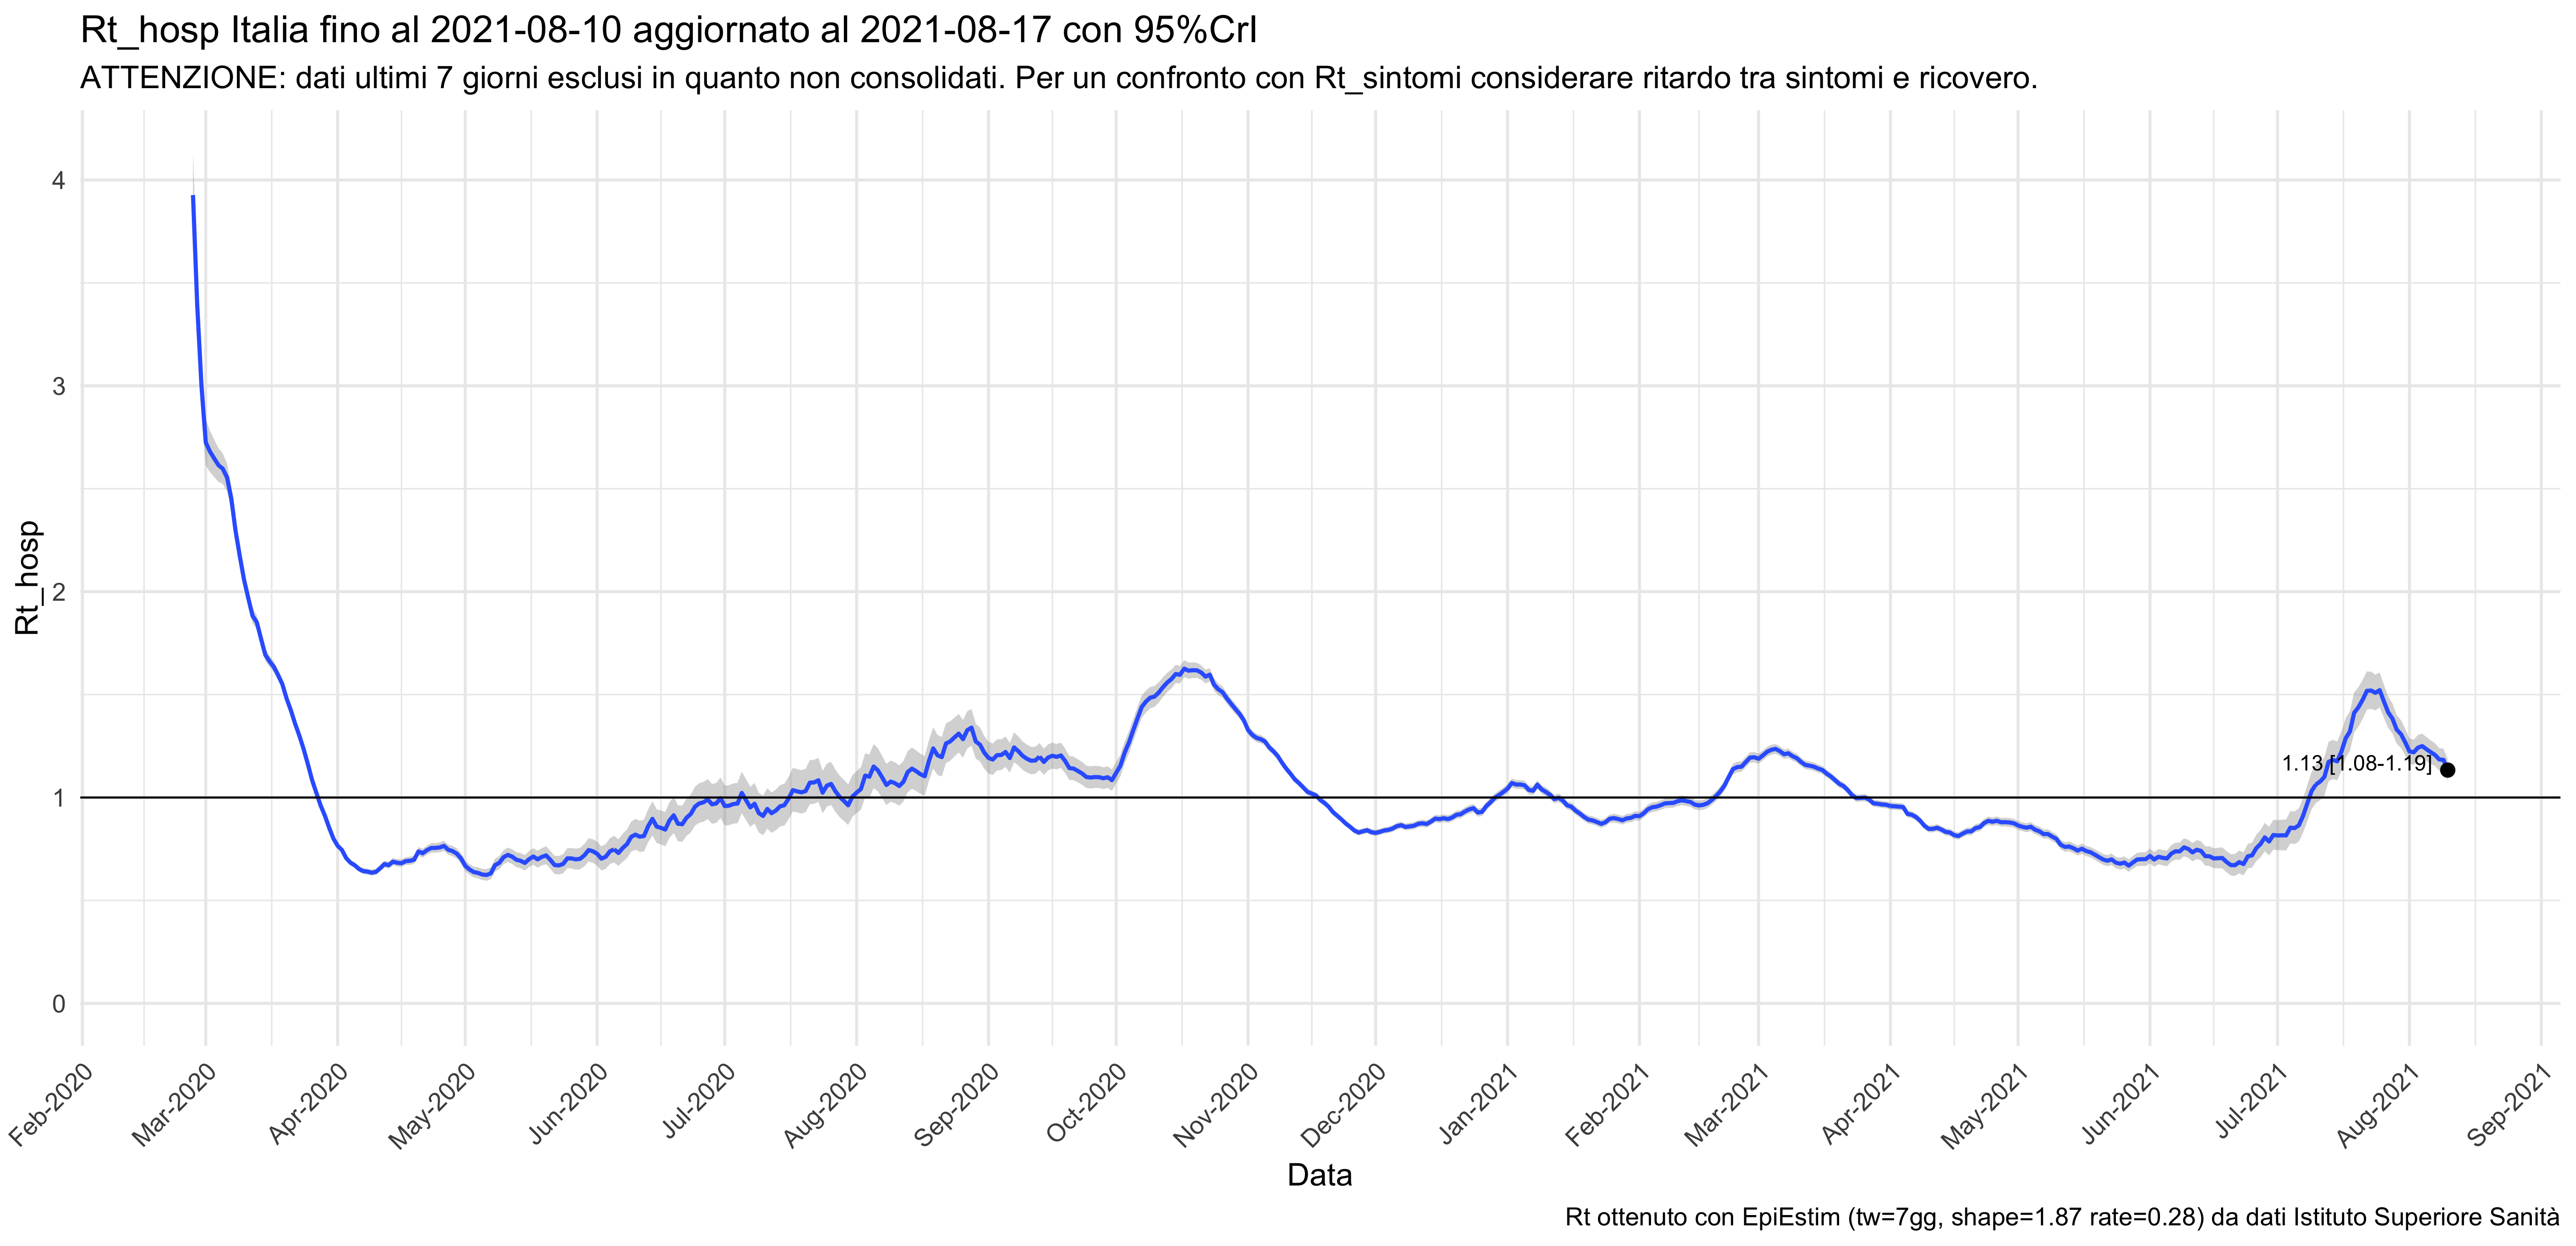 Rt_hosp Italia fino al 2021-08-10 aggiornato al 2021-08-17 con 95%CrI
ATTENZIONE: dati ultimi 7 giorni esclusi in quanto non consolidati. Per un confronto con Rt_sintomi considerare ritardo tra sintomi e ricovero.
Rt_hosp
4
3
2
1
0
1.13 [1.08-1.19]
Feb-2020
Mar-2020
Apr-2020
May-2020
Jun-2020
Jul-2020
Aug-2020
Sep-2020
Oct-2020
Nov-2020
Dec-2020
Jan-2021
Feb-2021
Mar-2021
Apr-2021
May-2021
Jun-2021
Jul-2021
Aug-2021
Sep-2021
Data
Rt ottenuto con EpiEstim (tw=7gg, shape=1.87 rate=0.28) da dati Istituto Superiore Sanità